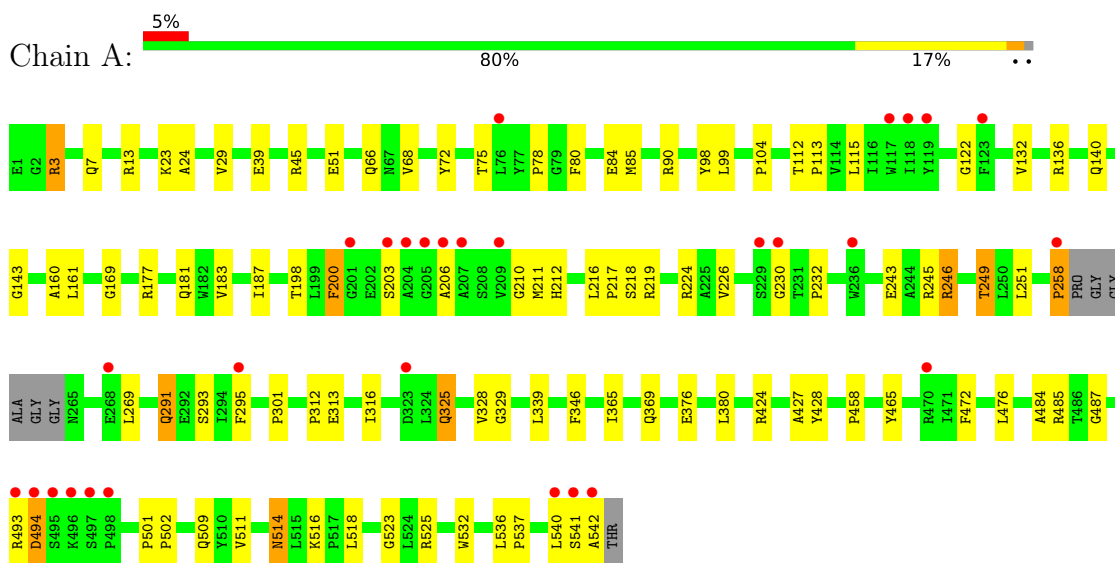 5%
Chain A:
80% 17% • •
E1 G2 R3 Q7 R13 K23 A24 V29 E39 R45 E51 Q66 N67 V68 Y72 T75 L76 Y77 P78 G79 F80 E84 M85 R90 Y98 L99 P104 T112 P113 V114 L115 I116 W117 I118 Y119 G122 F123 V132 R136 Q140
G143 A160 L161 G169 R177 Q181 W182 V183 I187 T198 L199 F200 G201 E202 S203 A204 G205 A206 A207 S208 V209 G210 M211 H212 L216 P217 S218 R219 R224 A225 V226 S229 G230 T231 P232 W236 E243 A244 R245 R246 T249 L250 L251 P258 PRO GLY GLY
ALA GLY GLY N265 E268 L269 Q291 E292 S293 I294 F295 P301 P312 E313 I316 D323 L324 Q325 V328 G329 L339 F346 I365 Q369 E376 L380 R424 A427 Y428 P458 Y465 R470 I471 F472 L476 A484 R485 T486 G487
R493 D494 S495 K496 S497 P498 P501 P502 Q509 Y510 V511 N514 L515 K516 P517 L518 G523 L524 R525 W532 L536 P537 L540 S541 A542 THR